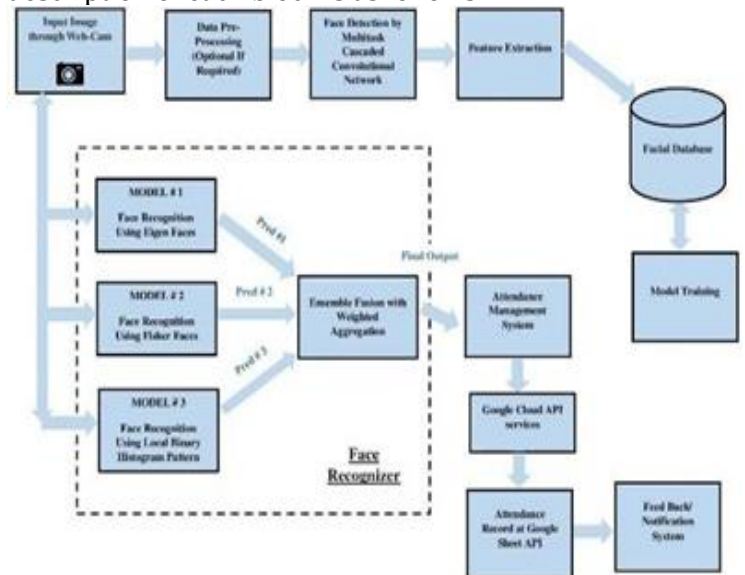 Input Image
through Web-Cam
Data Pre-
Processing
(Optional If
Required)
Face Detection by
Multitask
Cascaded
Convolutional
Network
Feature Extraction
Facial Database
Model Training
MODEL # 1
Face Recognition
Using Eigen Faces
MODEL # 2
Face Recognition
Using Fisher Faces
MODEL # 3
Face Recognition
Using Local Binary
Histogram Pattern
Pred #1
Pred # 2
Pred # 3
Ensemble Fusion with
Weighted
Aggregation
Face
Recognizer
Final Output
Attendance
Management
System
Google Cloud API
services
Attendance
Record at Google
Sheet API
Feed Back/
Notification
System